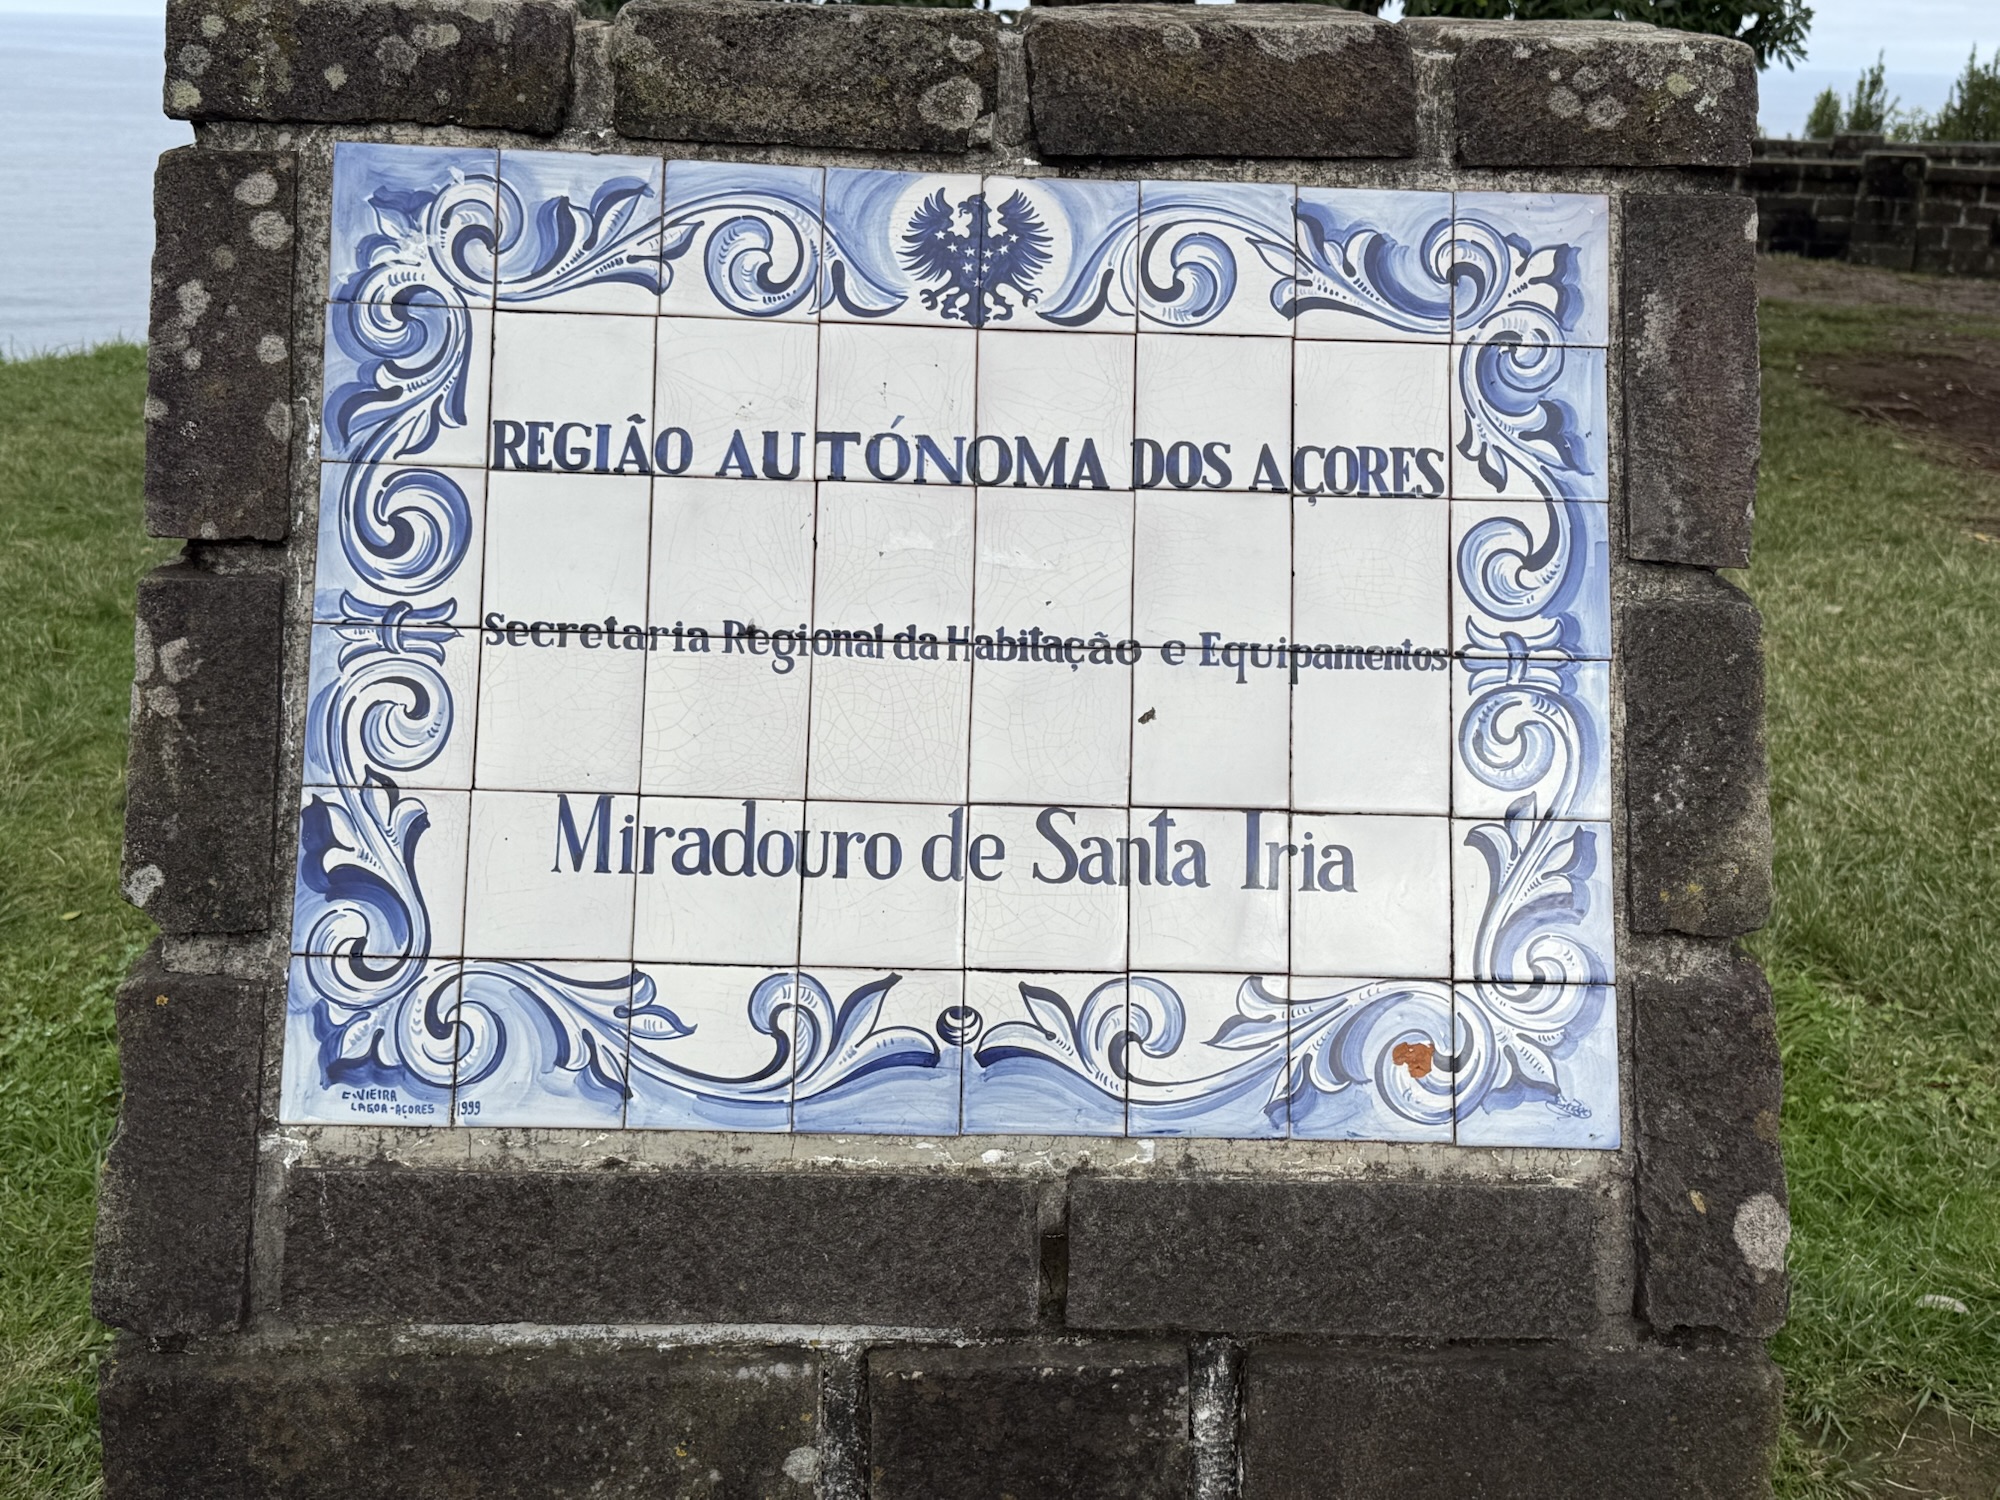 REGIÃO AUTÓNOMA DOS AÇORES
Secretaria Regional da Habitação e Equipamentos
Miradouro de Santa Iria
C.VIEIRA
LAGOA-AÇORES 1999